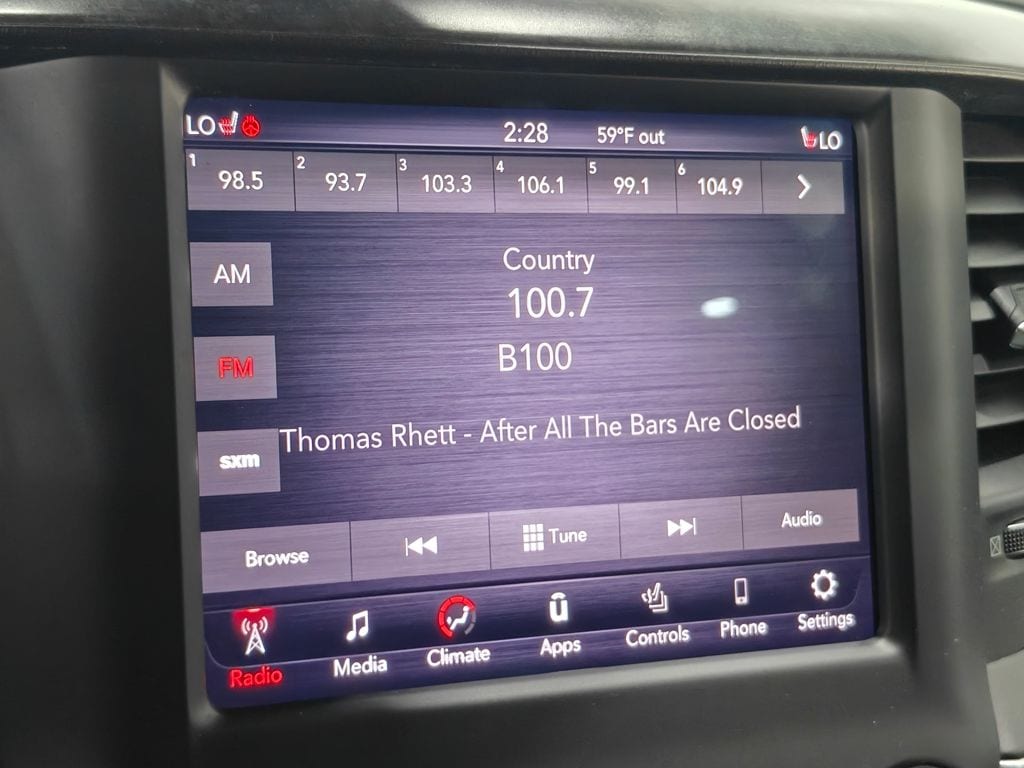 LO 2:28 59°F out LO
1 98.5 2 93.7 3 103.3 4 106.1 5 99.1 6 104.9
AM
Country
100.7
FM
B100
Thomas Rhett - After All The Bars Are Closed
sxm
Browse Tune Audio
Radio Media Climate Apps Controls Phone Settings